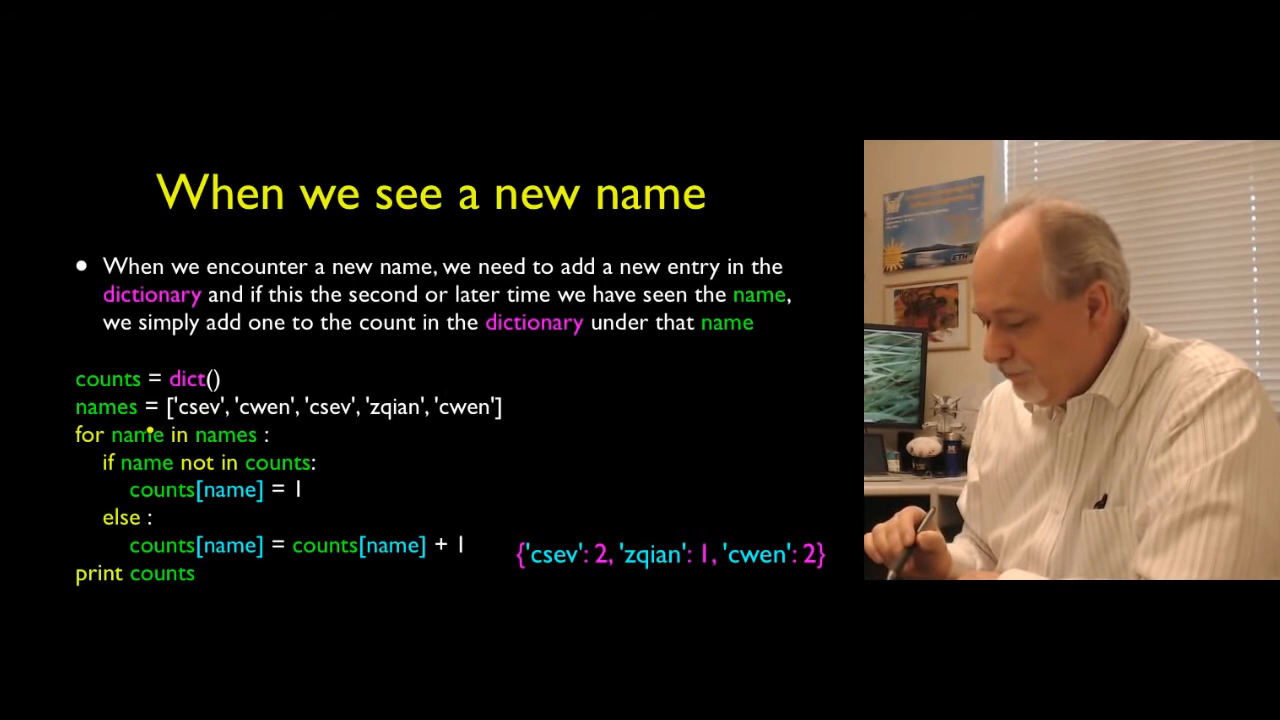 When we see a new name
• When we encounter a new name, we need to add a new entry in the
dictionary and if this the second or later time we have seen the name,
we simply add one to the count in the dictionary under that name
counts = dict()
names = ['csev', 'cwen', 'csev', 'zqian', 'cwen']
for name in names :
if name not in counts:
counts[name] = 1
else :
counts[name] = counts[name] + 1
print counts
{'csev': 2, 'zqian': 1, 'cwen': 2}